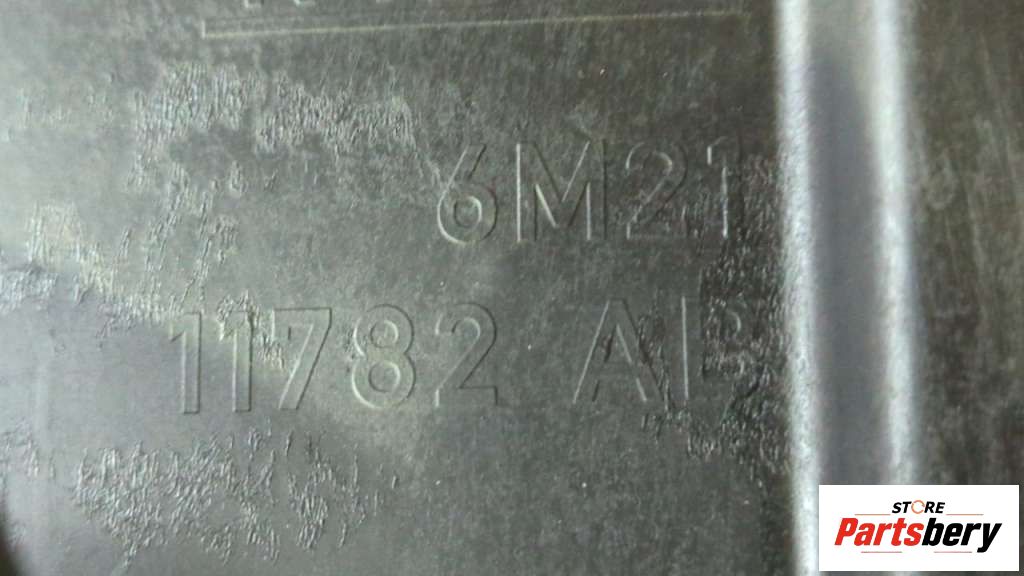 6M21
11782 AB
STORE
Partsbery